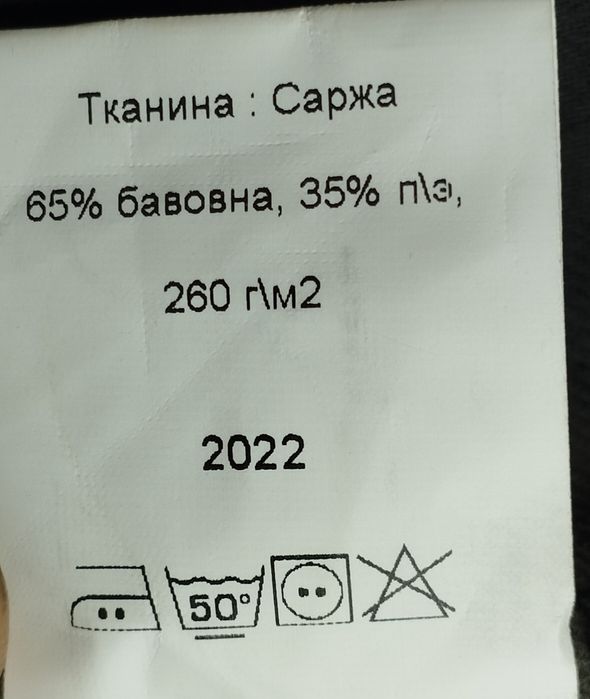 Тканина : Саржа
65% бавовна, 35% п\э,
260 г\м2
2022
50°